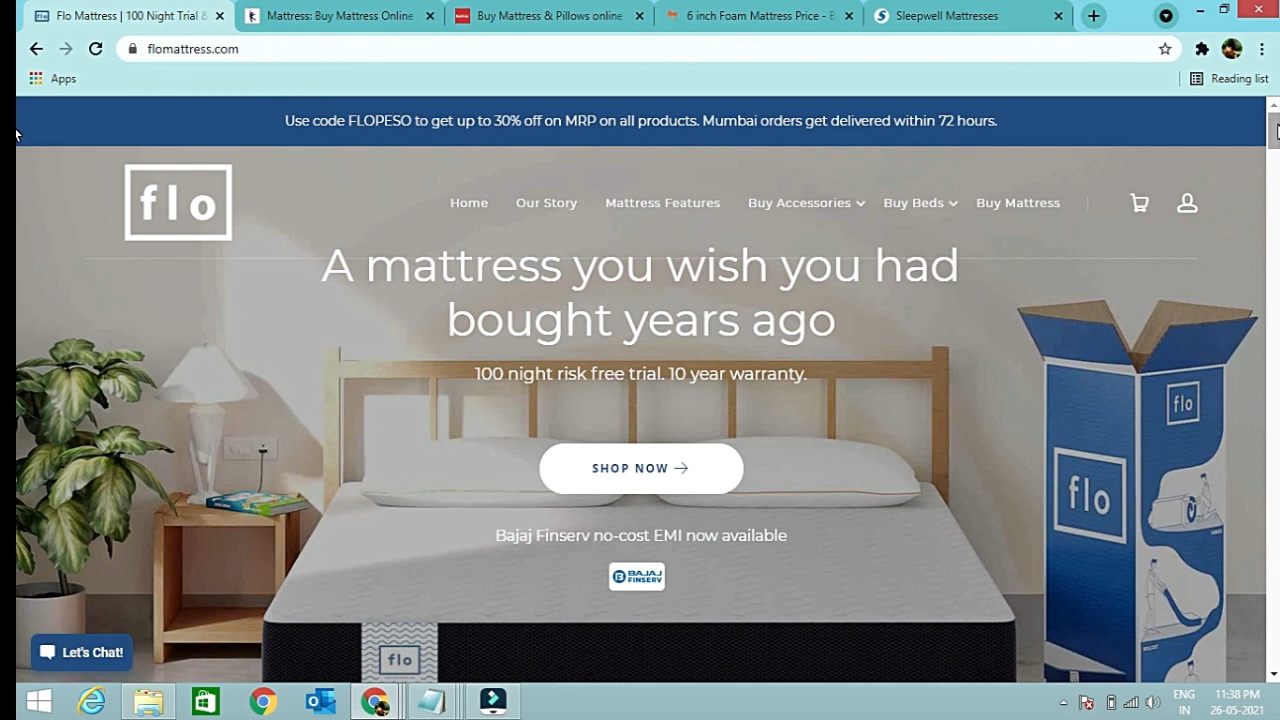 Flo Mattress | 100 Night Trial &
Mattress: Buy Mattress Online
Buy Mattress & Pillows online
6 inch Foam Mattress Price - B
Sleepwell Mattresses
flomattress.com
Apps
Reading list
Use code FLOPESO to get up to 30% off on MRP on all products. Mumbai orders get delivered within 72 hours.
flo
Home
Our Story
Mattress Features
Buy Accessories
Buy Beds
Buy Mattress
A mattress you wish you had
bought years ago
100 night risk free trial. 10 year warranty.
flo
flo
SHOP NOW
Bajaj Finserv no-cost EMI now available
BAJAJ
FINSERV
flo
Let's Chat!
ENG
IN
11:38 PM
26-05-2021